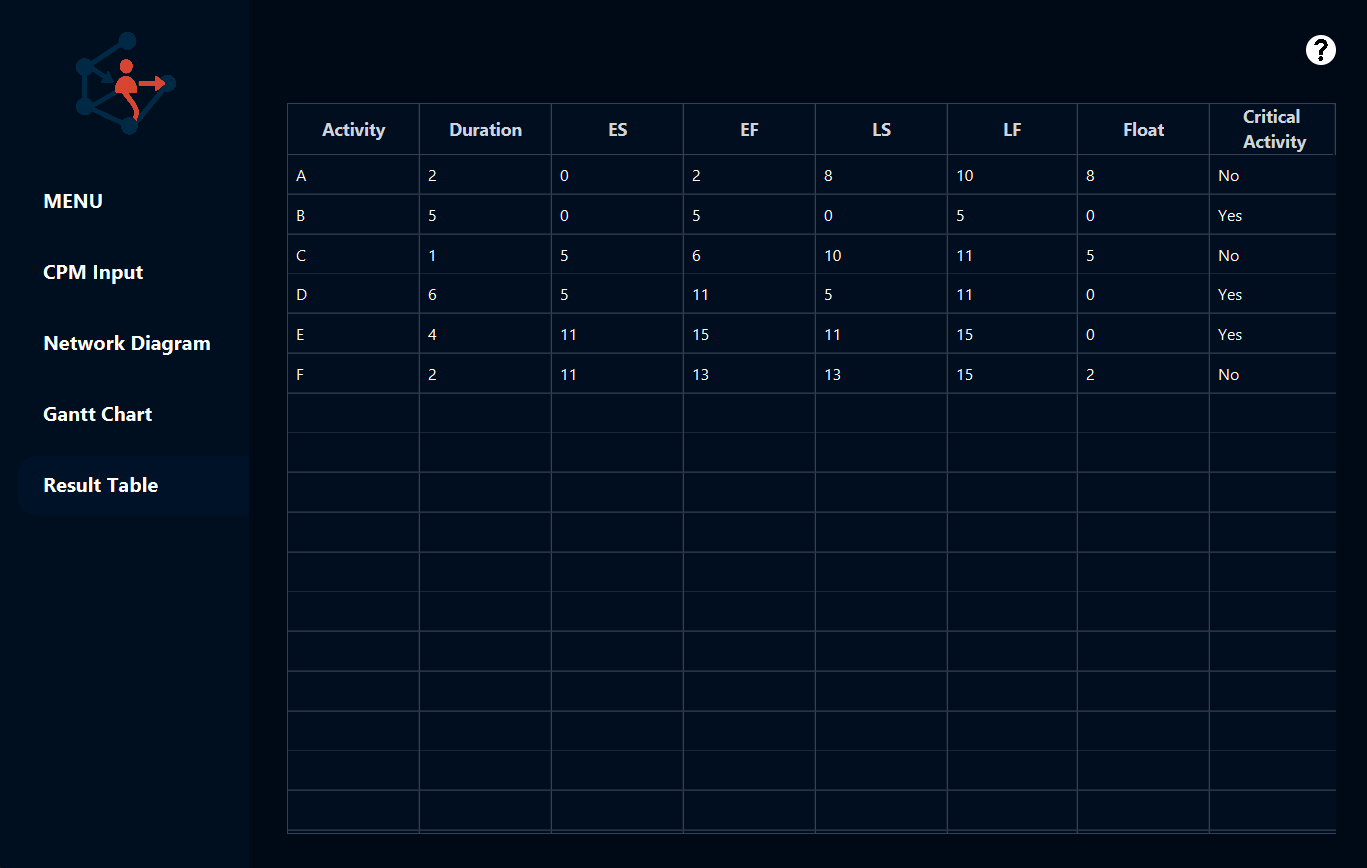 ?
MENU
CPM Input
Network Diagram
Gantt Chart
Result Table
Activity Duration ES EF LS LF Float Critical Activity
A 2 0 2 8 10 8 No
B 5 0 5 0 5 0 Yes
C 1 5 6 10 11 5 No
D 6 5 11 5 11 0 Yes
E 4 11 15 11 15 0 Yes
F 2 11 13 13 15 2 No